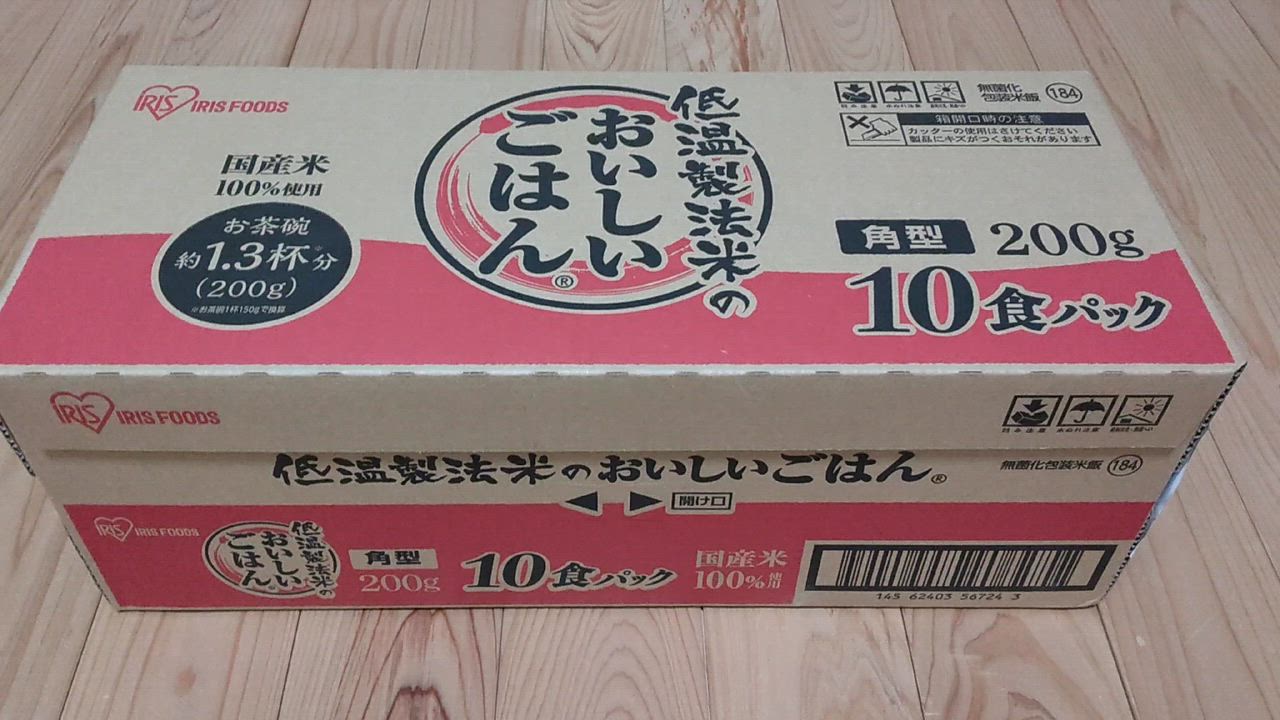 IRIS IRIS FOODS
国産米
100%使用
お茶碗
約1.3杯※分
(200g)
※お茶碗1杯150gで換算
低温製法米の
おいしい
ごはん®
無菌化
包装米飯
184
箱開口時の注意
カッターの使用はさけてください
製品にキズがつくおそれがあります
角型 200g
10食パック
IRIS IRIS FOODS
低温製法米のおいしいごはん®
◀ ▶ 開け口
無菌化包装米飯 184
IRIS IRIS FOODS
低温製法米の
おいしい
ごはん®
角型
200g
10食パック
国産米
100%使用
145 62403 56724 3